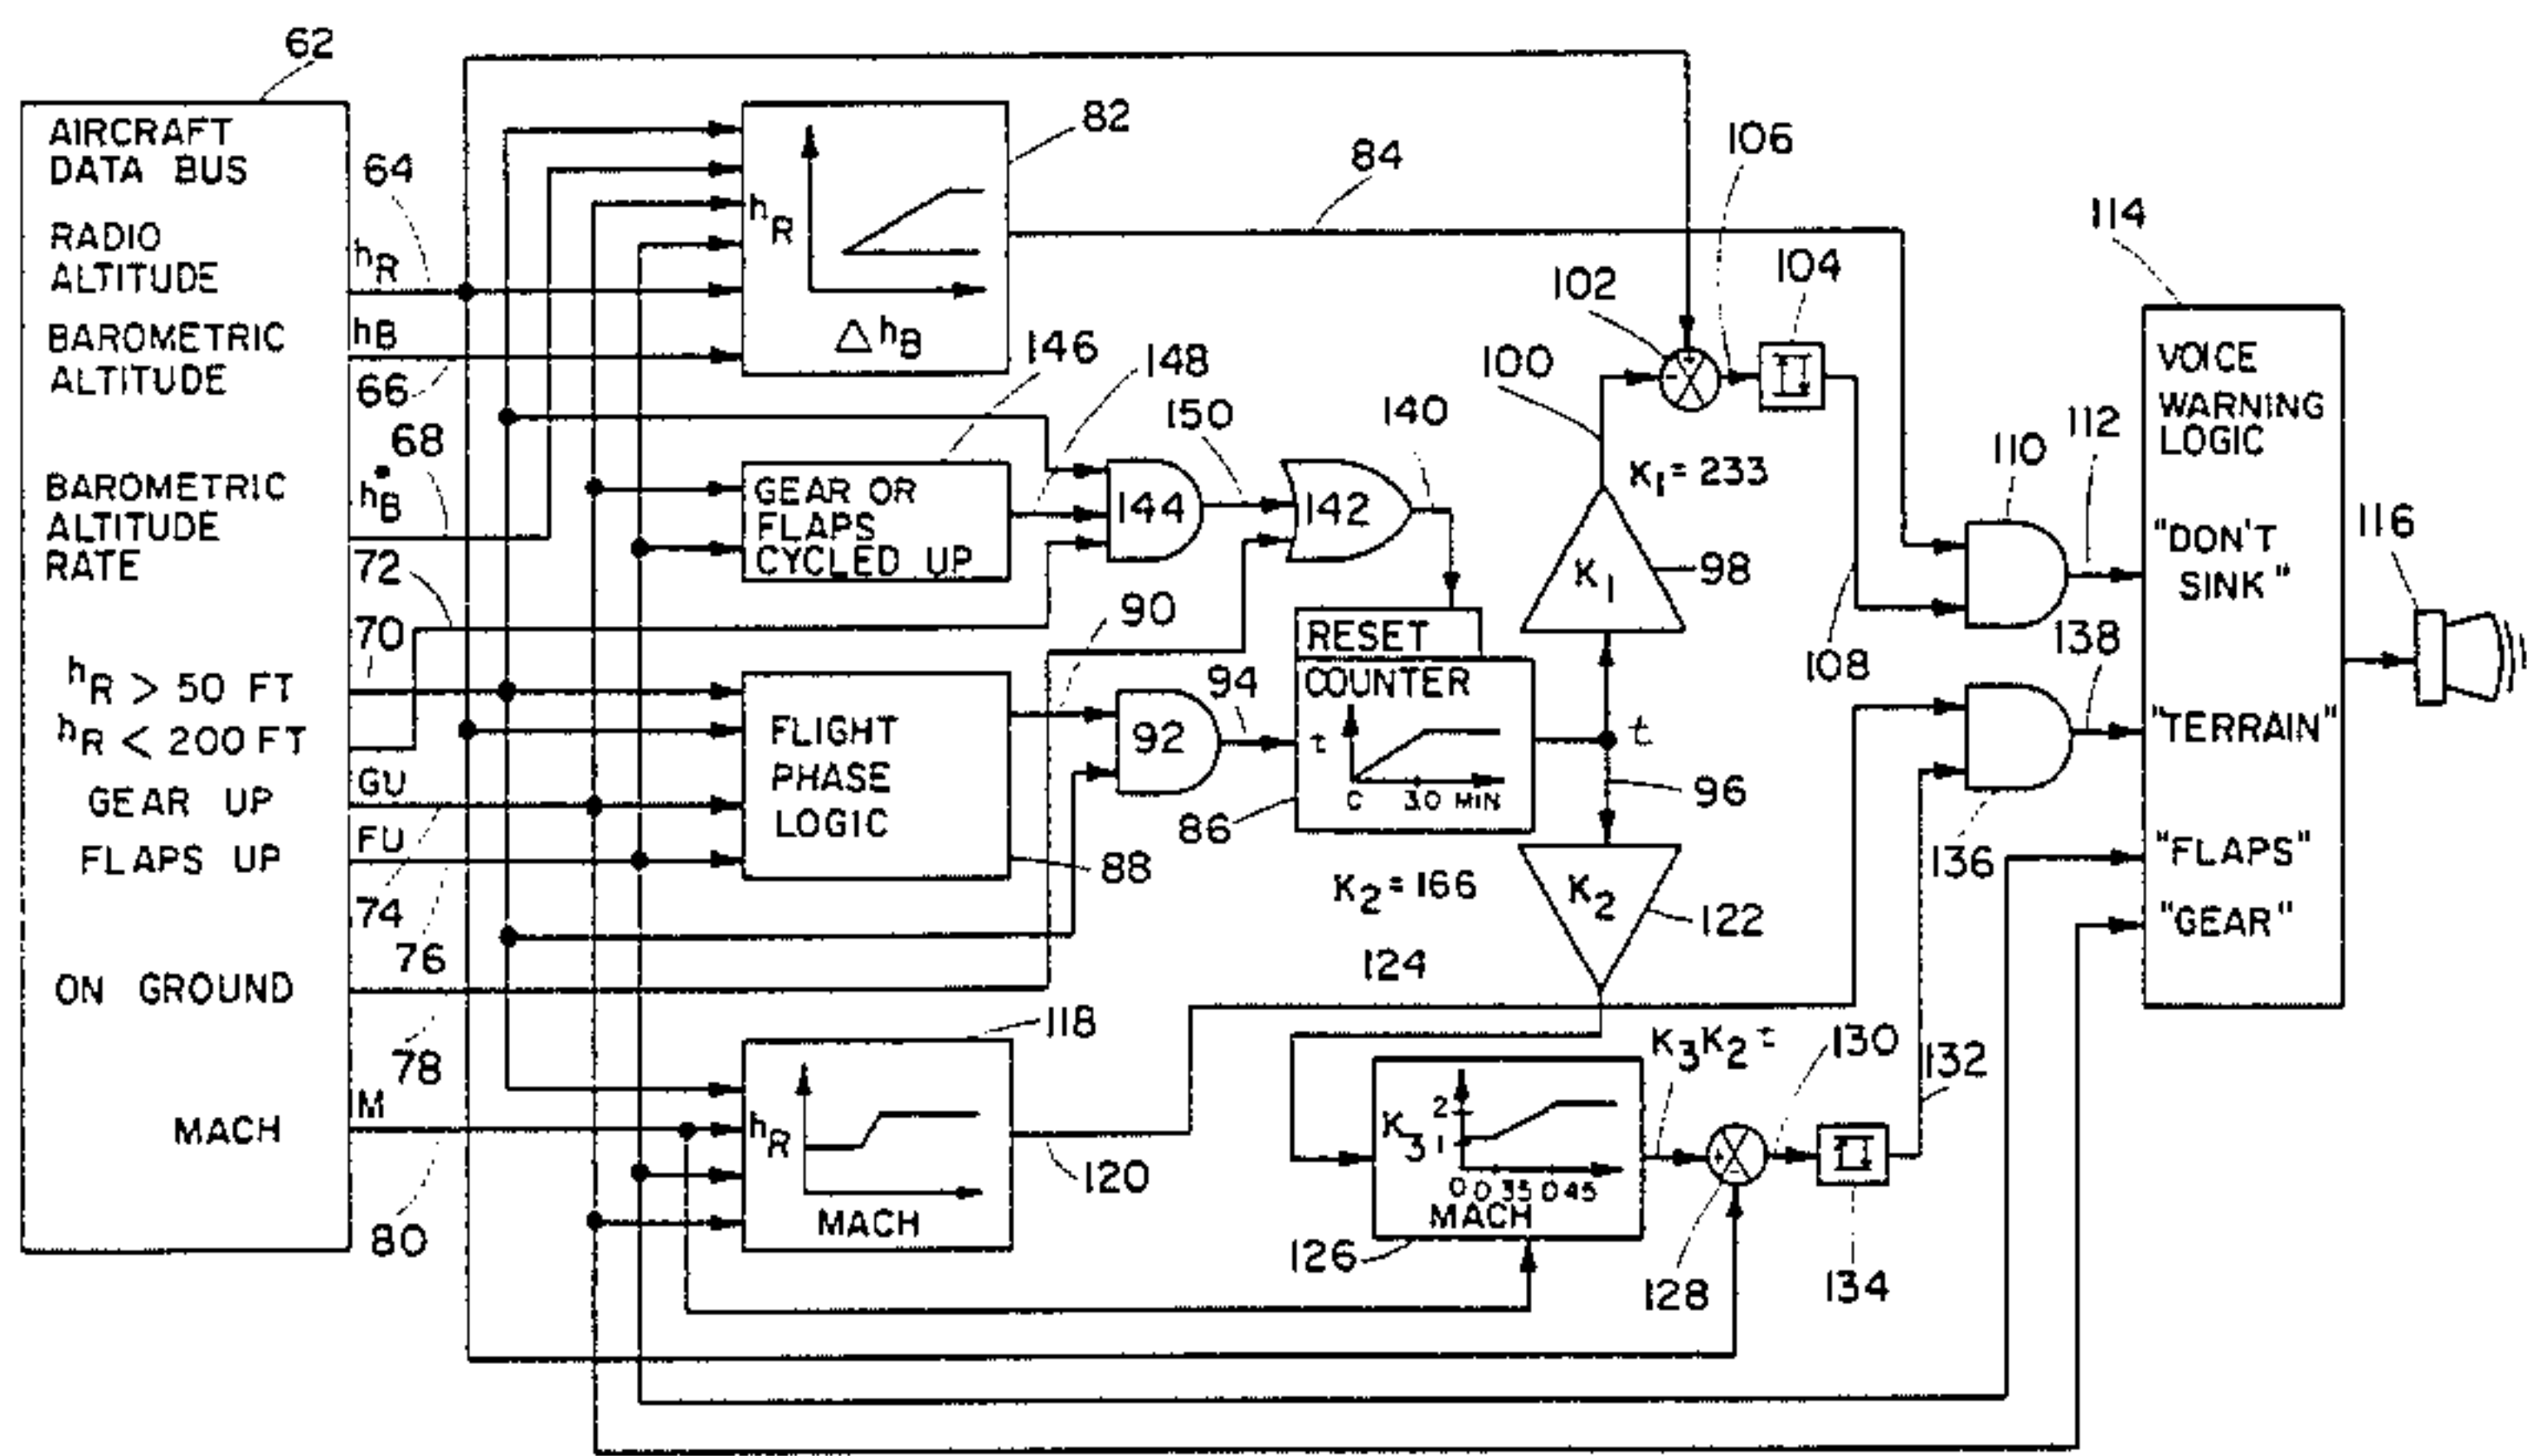 62
AIRCRAFT
DATA BUS
64
RADIO
ALTITUDE
hR
BAROMETRIC
ALTITUDE
hB
66
68
BAROMETRIC
ALTITUDE
RATE
ḣB
72
70
hR > 50 FT
hR < 200 FT
GEAR UP
GU
FLAPS UP
FU
74
76
ON GROUND
78
MACH
M
80
82
hR
ΔhB
84
146
GEAR OR
FLAPS
CYCLED UP
148
144
150
142
140
90
FLIGHT
PHASE
LOGIC
88
92
94
RESET
COUNTER
t
0 3.0 MIN
86
t
96
K1
K1 = 233
98
100
102
-
+
106
104
108
110
112
K2 = 166
K2
122
124
118
hR
MACH
120
K3
2
1
0 0.35 0.45
MACH
126
K3K2t
+
-
128
130
134
132
136
138
114
VOICE
WARNING
LOGIC
"DON'T
SINK"
"TERRAIN"
"FLAPS"
"GEAR"
116